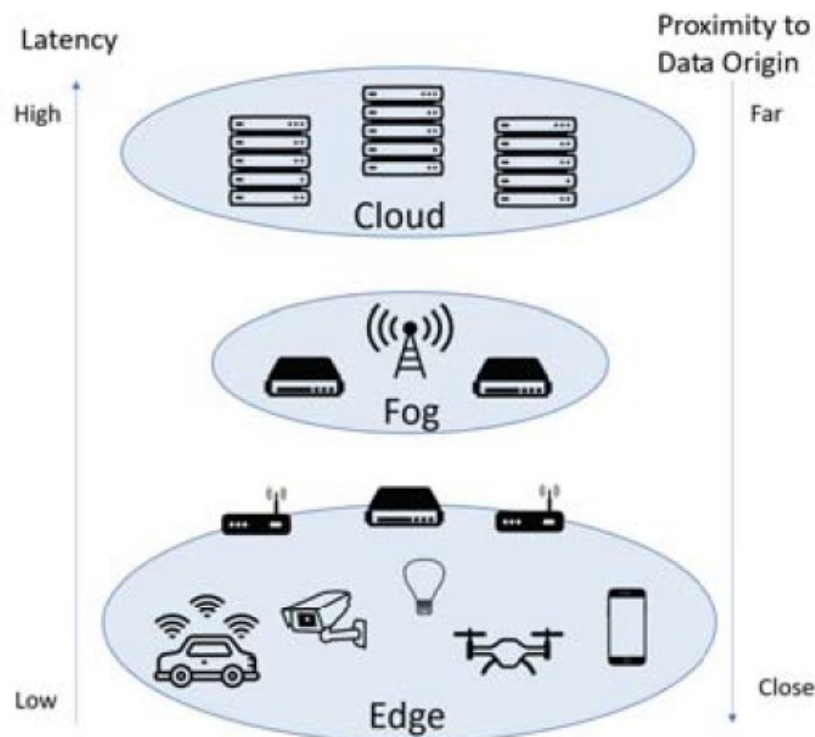 Latency
Proximity to
Data Origin
High
Far
Cloud
Fog
Low
Close
Edge